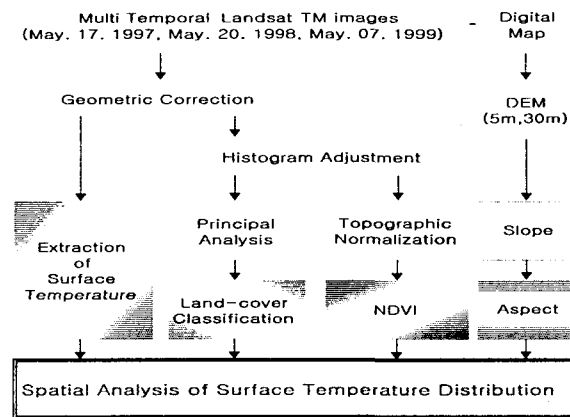 Multi Temporal Landsat TM images
(May. 17. 1997, May. 20. 1998, May. 07. 1999)
Digital
Map
Geometric Correction
DEM
(5m,30m)
Histogram Adjustment
Extraction
of
Surface
Temperature
Principal
Analysis
Topographic
Normalization
Slope
Land-cover
Classification
NDVI
Aspect
Spatial Analysis of Surface Temperature Distribution